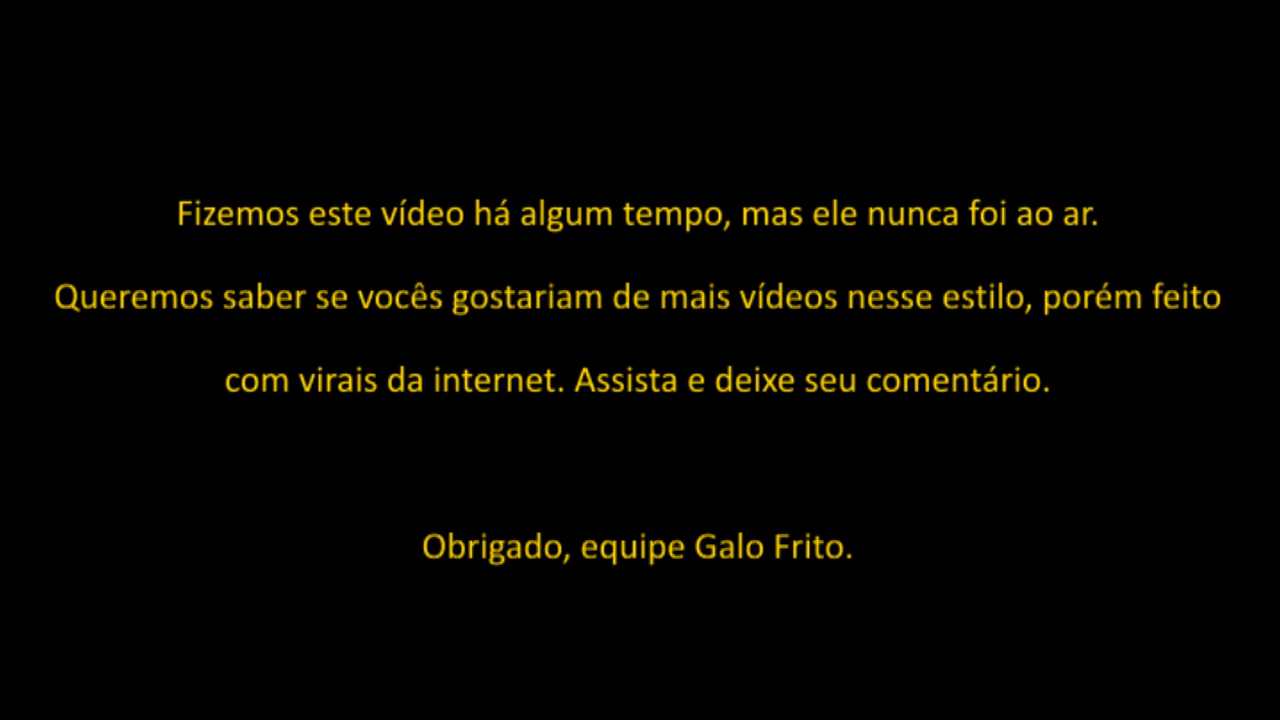 Fizemos este vídeo há algum tempo, mas ele nunca foi ao ar.
Queremos saber se vocês gostariam de mais vídeos nesse estilo, porém feito
com virais da internet. Assista e deixe seu comentário.
Obrigado, equipe Galo Frito.